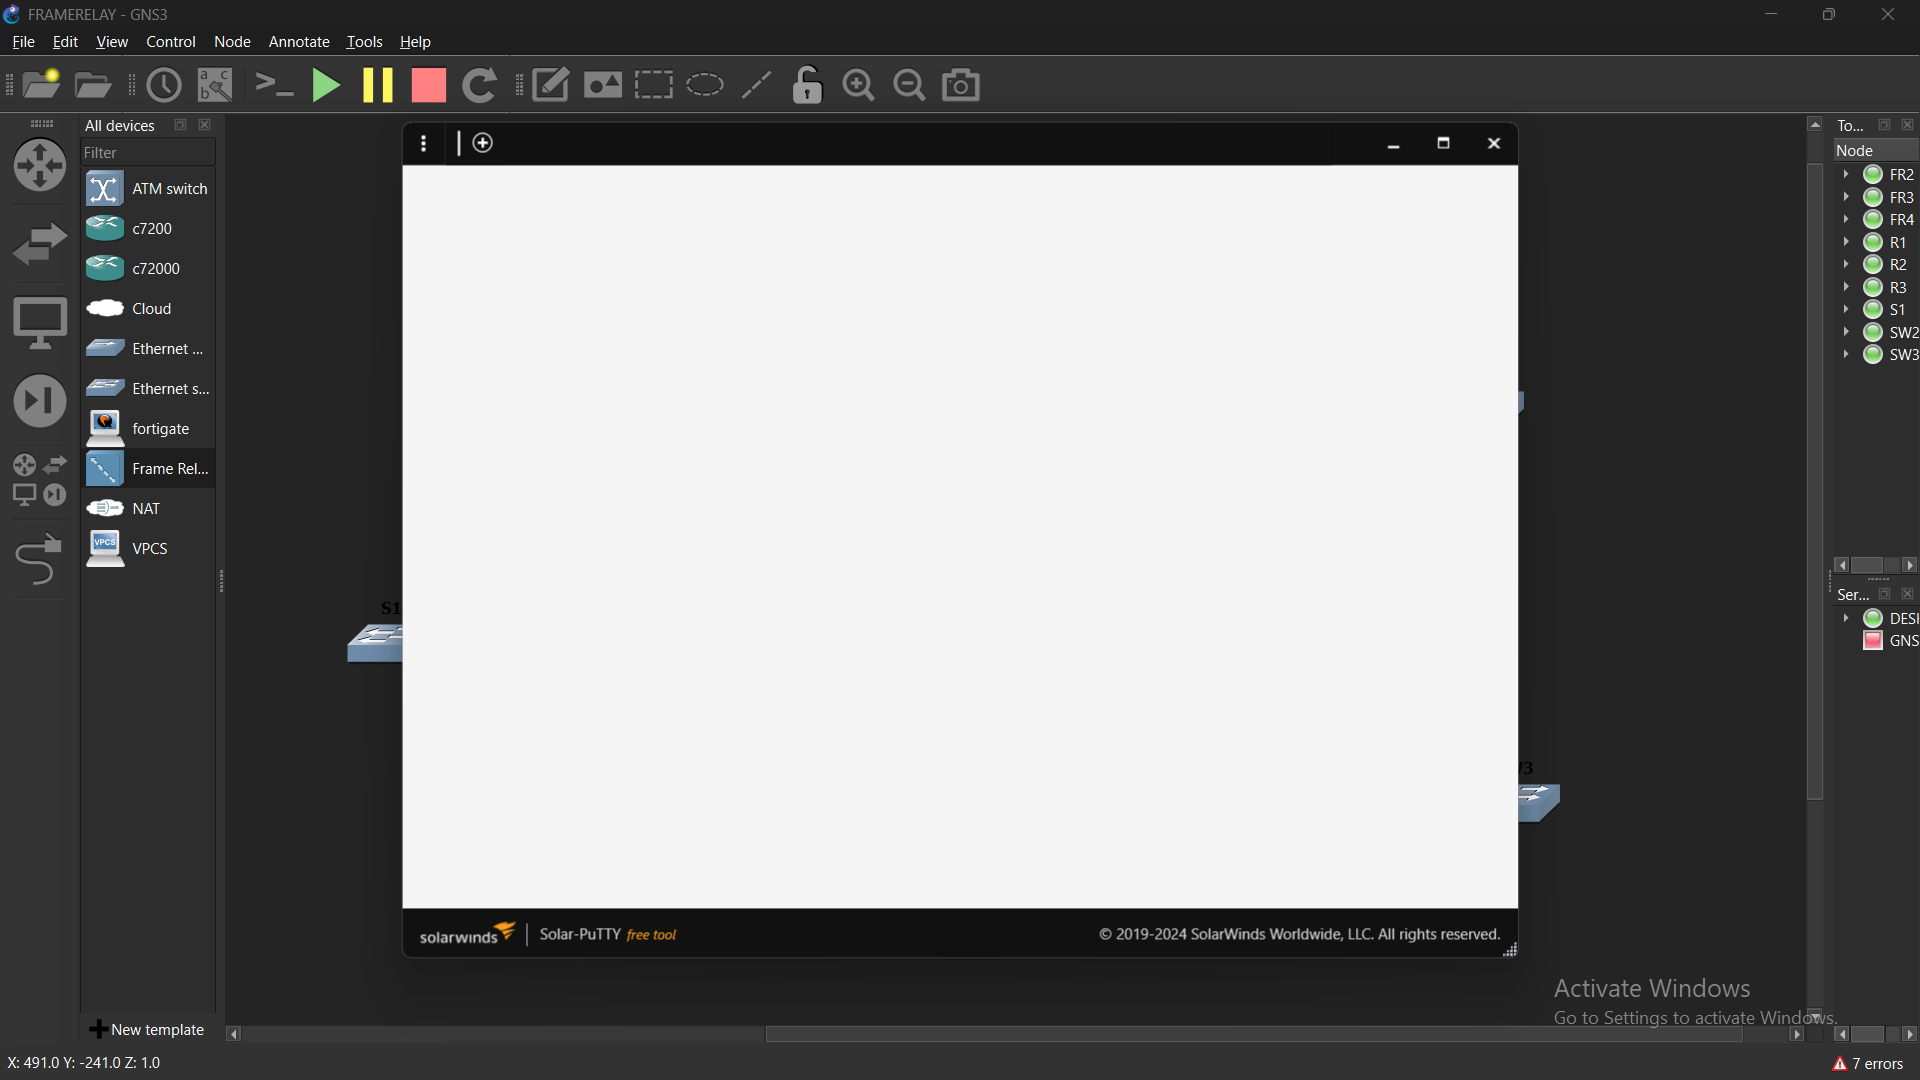 FRAMERELAY - GNS3
File Edit View Control Node Annotate Tools Help
All devices
Filter
ATM switch
c7200
c72000
Cloud
Ethernet ...
Ethernet s...
fortigate
Frame Rel...
NAT
VPCS
New template
S1
/3
solarwinds
Solar-PuTTY free tool
© 2019-2024 SolarWinds Worldwide, LLC. All rights reserved.
To...
Node
FR2
FR3
FR4
R1
R2
R3
S1
SW2
SW3
Ser...
DESI
GNS
Activate Windows
Go to Settings to activate Windows.
X: 491.0 Y: -241.0 Z: 1.0
7 errors